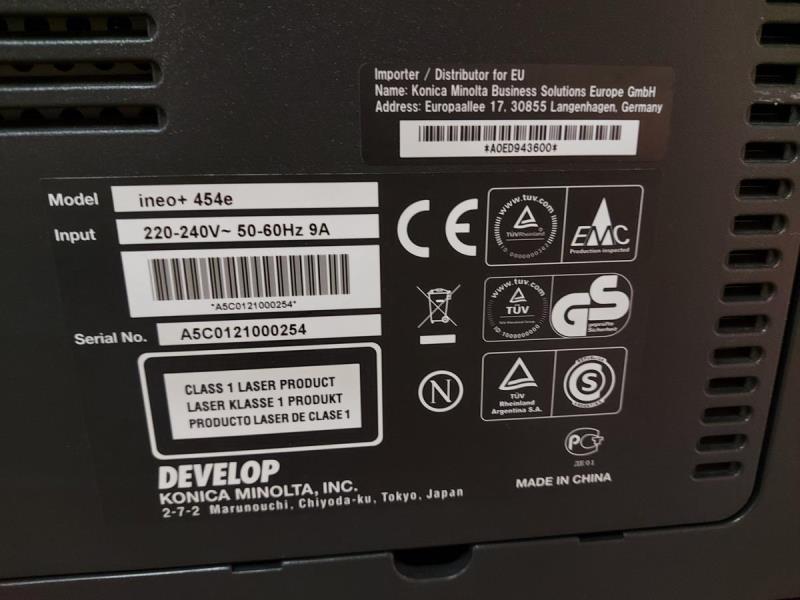 Importer / Distributor for EU
Name: Konica Minolta Business Solutions Europe GmbH
Address: Europaallee 17. 30855 Langenhagen, Germany
*A0ED943600*
Model ineo+ 454e
Input 220-240V~ 50-60Hz 9A
*A5C0121000254*
Serial No. A5C0121000254
CLASS 1 LASER PRODUCT
LASER KLASSE 1 PRODUKT
PRODUCTO LASER DE CLASE 1
DEVELOP
KONICA MINOLTA, INC.
2-7-2 Marunouchi, Chiyoda-ku, Tokyo, Japan
CE
www.tuv.com
TÜVRheinland
EMC
Production inspected
www.tuv.com
TÜV
GS
geprüfte
Sicherheit
N
TÜV
Rheinland
Argentina S.A.
S
MADE IN CHINA